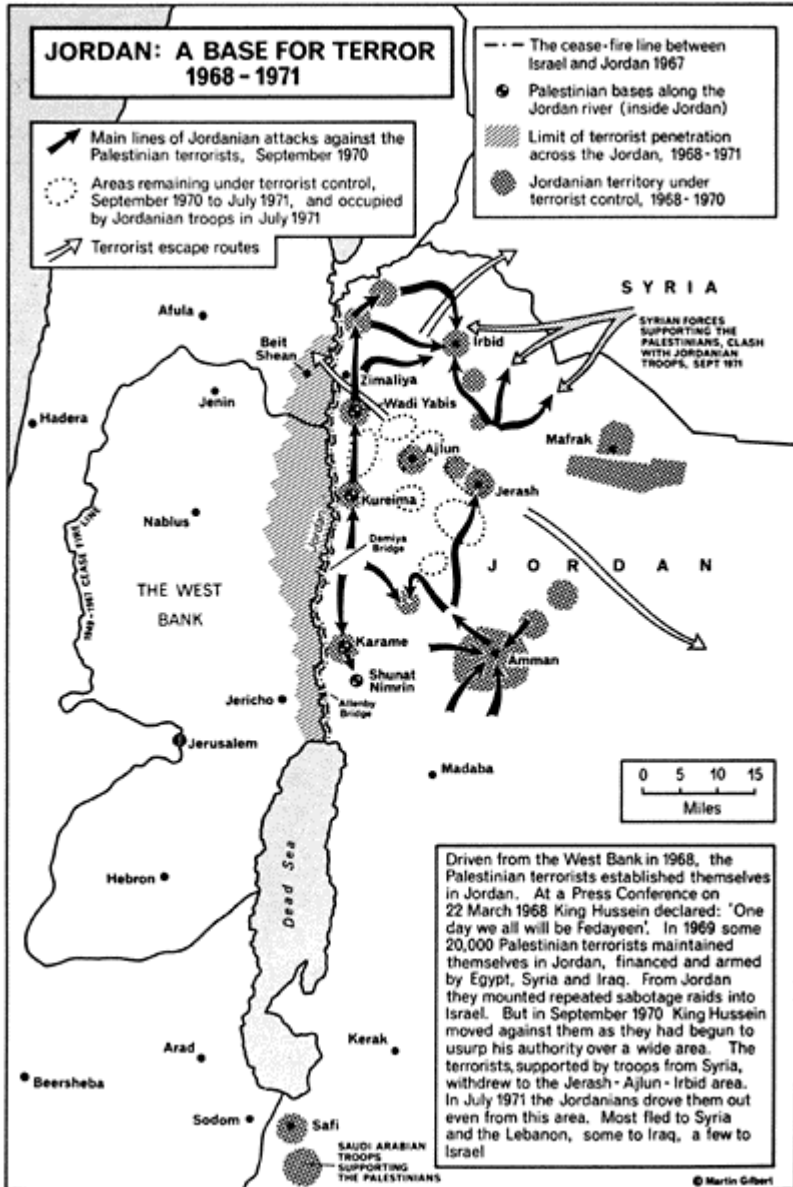 JORDAN: A BASE FOR TERROR
1968-1971
Main lines of Jordanian attacks against the
Palestinian terrorists, September 1970
Areas remaining under terrorist control,
September 1970 to July 1971, and occupied
by Jordanian troops in July 1971
Terrorist escape routes
The cease-fire line between
Israel and Jordan 1967
Palestinian bases along the
Jordan river (inside Jordan)
Limit of terrorist penetration
across the Jordan, 1968-1971
Jordanian territory under
terrorist control, 1968-1970
SYRIA
SYRIAN FORCES
SUPPORTING THE
PALESTINIANS, CLASH
WITH JORDANIAN
TROOPS, SEPT 1971
Afula
Beit
Shean
Irbid
Zimaliya
Jenin
Wadi Yabis
Hadera
Mafrak
Ajlun
Jerash
Kureima
Nablus
Jordan
Damiya
Bridge
1949-1967 CEASE FIRE LINE
THE WEST
BANK
JORDAN
Karame
Amman
Shunat
Nimrin
Jericho
Allenby
Bridge
Jerusalem
Madaba
0 5 10 15
Miles
Hebron
Dead Sea
Driven from the West Bank in 1968, the
Palestinian terrorists established themselves
in Jordan. At a Press Conference on
22 March 1968 King Hussein declared: 'One
day we all will be Fedayeen'. In 1969 some
20,000 Palestinian terrorists maintained
themselves in Jordan, financed and armed
by Egypt, Syria and Iraq. From Jordan
they mounted repeated sabotage raids into
Israel. But in September 1970 King Hussein
moved against them as they had begun to
usurp his authority over a wide area. The
terrorists, supported by troops from Syria,
withdrew to the Jerash-Ajlun-Irbid area.
In July 1971 the Jordanians drove them out
even from this area. Most fled to Syria
and the Lebanon, some to Iraq, a few to
Israel
Arad
Kerak
Beersheba
Sodom
Safi
SAUDI ARABIAN
TROOPS
SUPPORTING
THE PALESTINIANS
© Martin Gilbert